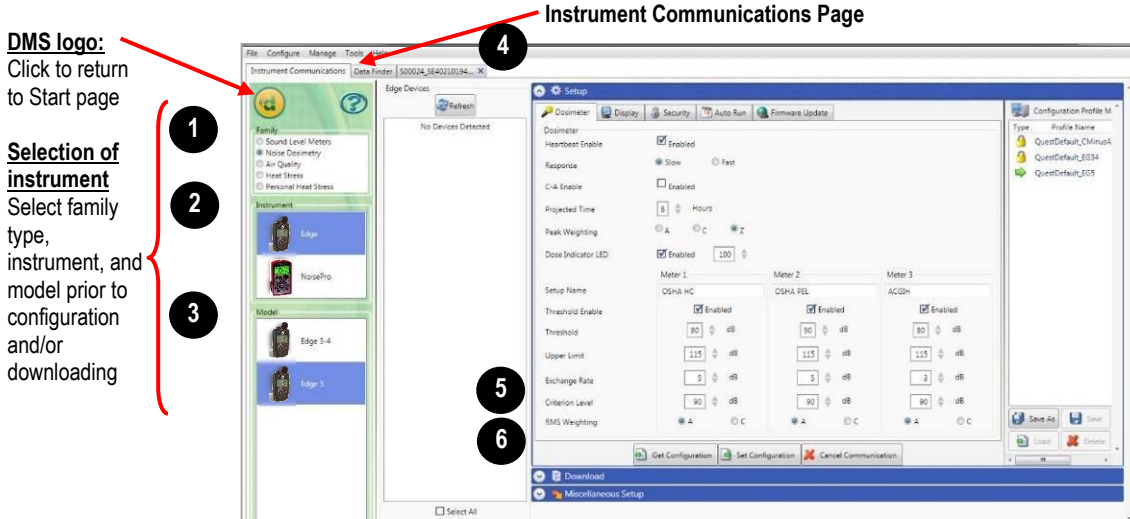 Instrument Communications Page
DMS logo:
Click to return
to Start page
Selection of
instrument
Select family
type,
instrument, and
model prior to
configuration
and/or
downloading
1
2
3
4
5
6
File Configure Manage Tools Help
Instrument Communications Data Finder S00024_SE40210194...
d ?
Family
Sound Level Meters
Noise Dosimetry
Air Quality
Heat Stress
Personal Heat Stress
Instrument
Edge
NoisePro
Model
Edge 3-4
Edge 5
Edge Devices
Refresh
No Devices Detected
Select All
Setup
Dosimeter Display Security Auto Run Firmware Update
Dosimeter
Heartbeat Enable Enabled
Response Slow Fast
C-A Enable Enabled
Projected Time 8 Hours
Peak Weighting A C Z
Dose Indicator LED Enabled 100
Meter 1 Meter 2 Meter 3
Setup Name OSHA HC OSHA PEL ACGIH
Threshold Enable Enabled Enabled Enabled
Threshold 80 dB 90 dB 80 dB
Upper Limit 115 dB 115 dB 115 dB
Exchange Rate 5 dB 5 dB 3 dB
Criterion Level 90 dB 90 dB 90 dB
RMS Weighting A C A C A C
Get Configuration Set Configuration Cancel Communication
Download
Miscellaneous Setup
Configuration Profile M
Type Profile Name
QuestDefault_CMinusA
QuestDefault_EG34
QuestDefault_EG5
Save As Save
Load Delete